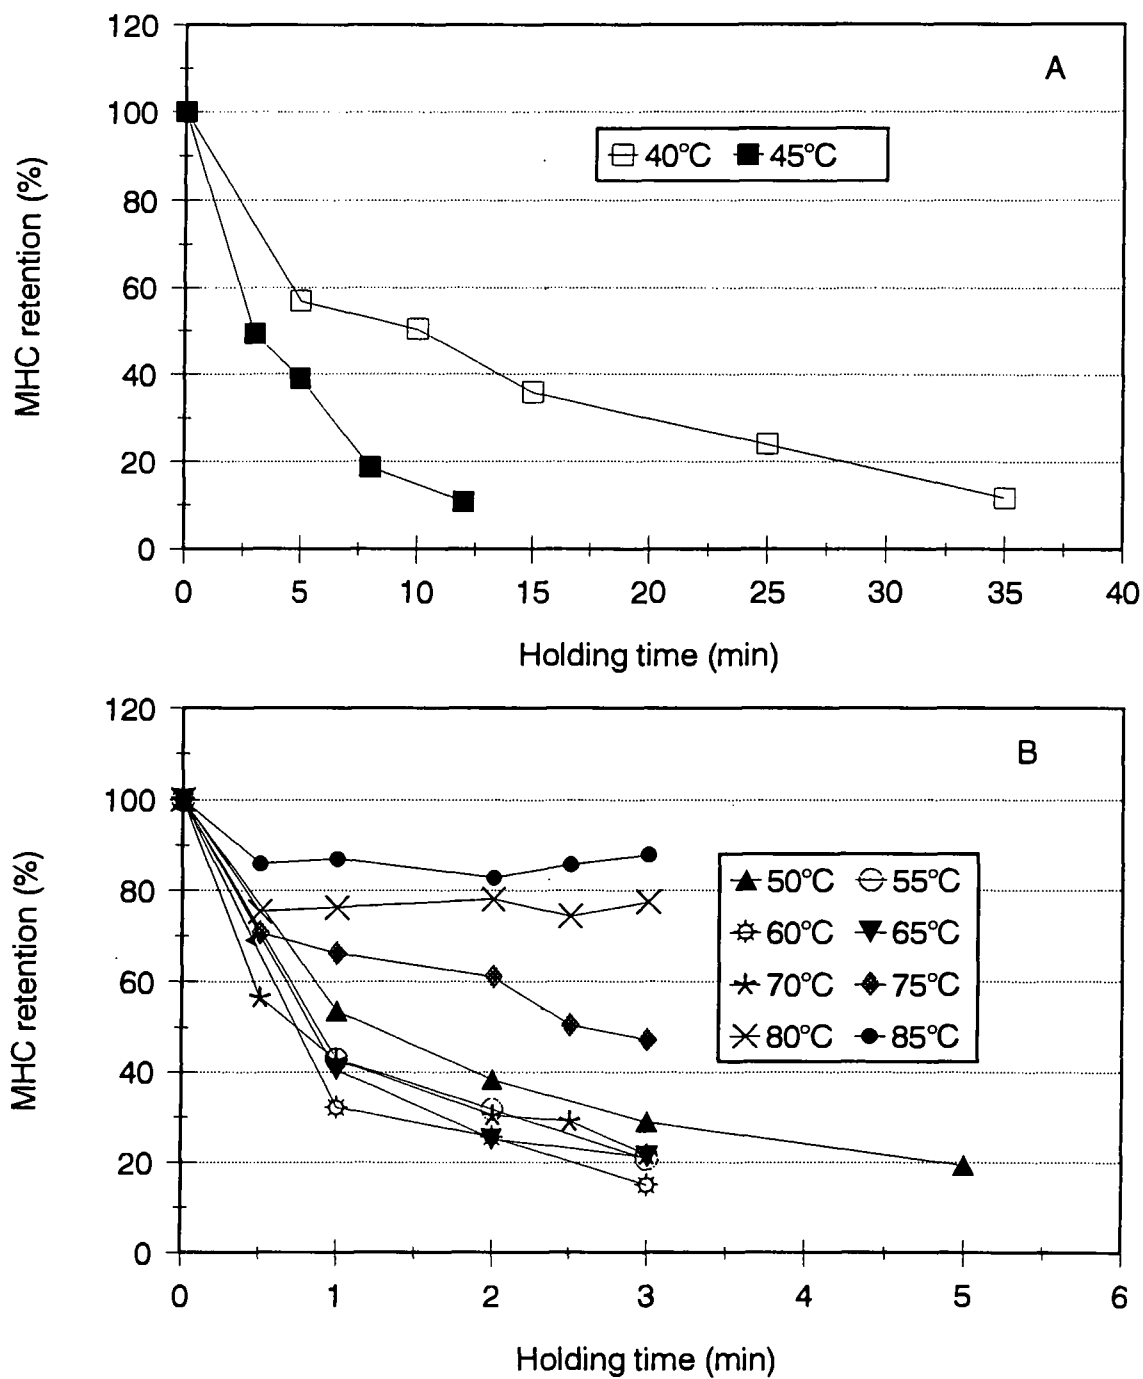 120
A
100
40°C 45°C
80
60
40
20
0
MHC retention (%)
0 5 10 15 20 25 30 35 40
Holding time (min)
120
B
100
80
50°C 55°C
60°C 65°C
60
70°C 75°C
80°C 85°C
40
20
0
MHC retention (%)
0 1 2 3 4 5 6
Holding time (min)